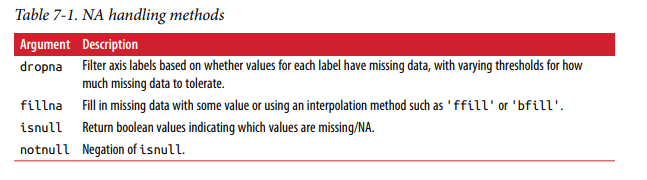 Table 7-1. NA handling methods
Argument Description
dropna Filter axis labels based on whether values for each label have missing data, with varying thresholds for how
much missing data to tolerate.
fillna Fill in missing data with some value or using an interpolation method such as 'ffill' or 'bfill'.
isnull Return boolean values indicating which values are missing/NA.
notnull Negation of isnull.